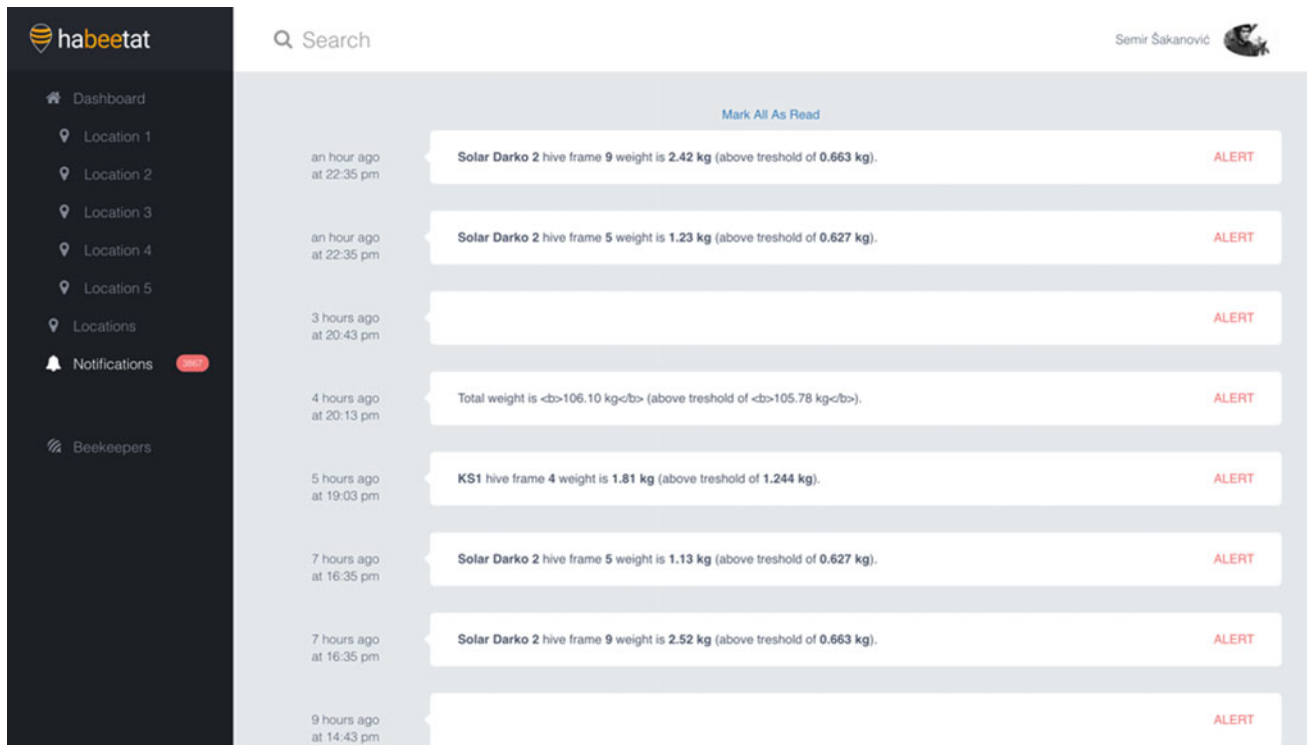 habeetat
Search
Semir Šakanović
Dashboard
Location 1
Location 2
Location 3
Location 4
Location 5
Locations
Notifications 3867
Beekeepers
Mark All As Read
an hour ago
at 22:35 pm
Solar Darko 2 hive frame 9 weight is 2.42 kg (above treshold of 0.663 kg).
ALERT
an hour ago
at 22:35 pm
Solar Darko 2 hive frame 5 weight is 1.23 kg (above treshold of 0.627 kg).
ALERT
3 hours ago
at 20:43 pm
ALERT
4 hours ago
at 20:13 pm
Total weight is <b>106.10 kg</b> (above treshold of <b>105.78 kg</b>).
ALERT
5 hours ago
at 19:03 pm
KS1 hive frame 4 weight is 1.81 kg (above treshold of 1.244 kg).
ALERT
7 hours ago
at 16:35 pm
Solar Darko 2 hive frame 5 weight is 1.13 kg (above treshold of 0.627 kg).
ALERT
7 hours ago
at 16:35 pm
Solar Darko 2 hive frame 9 weight is 2.52 kg (above treshold of 0.663 kg).
ALERT
9 hours ago
at 14:43 pm
ALERT